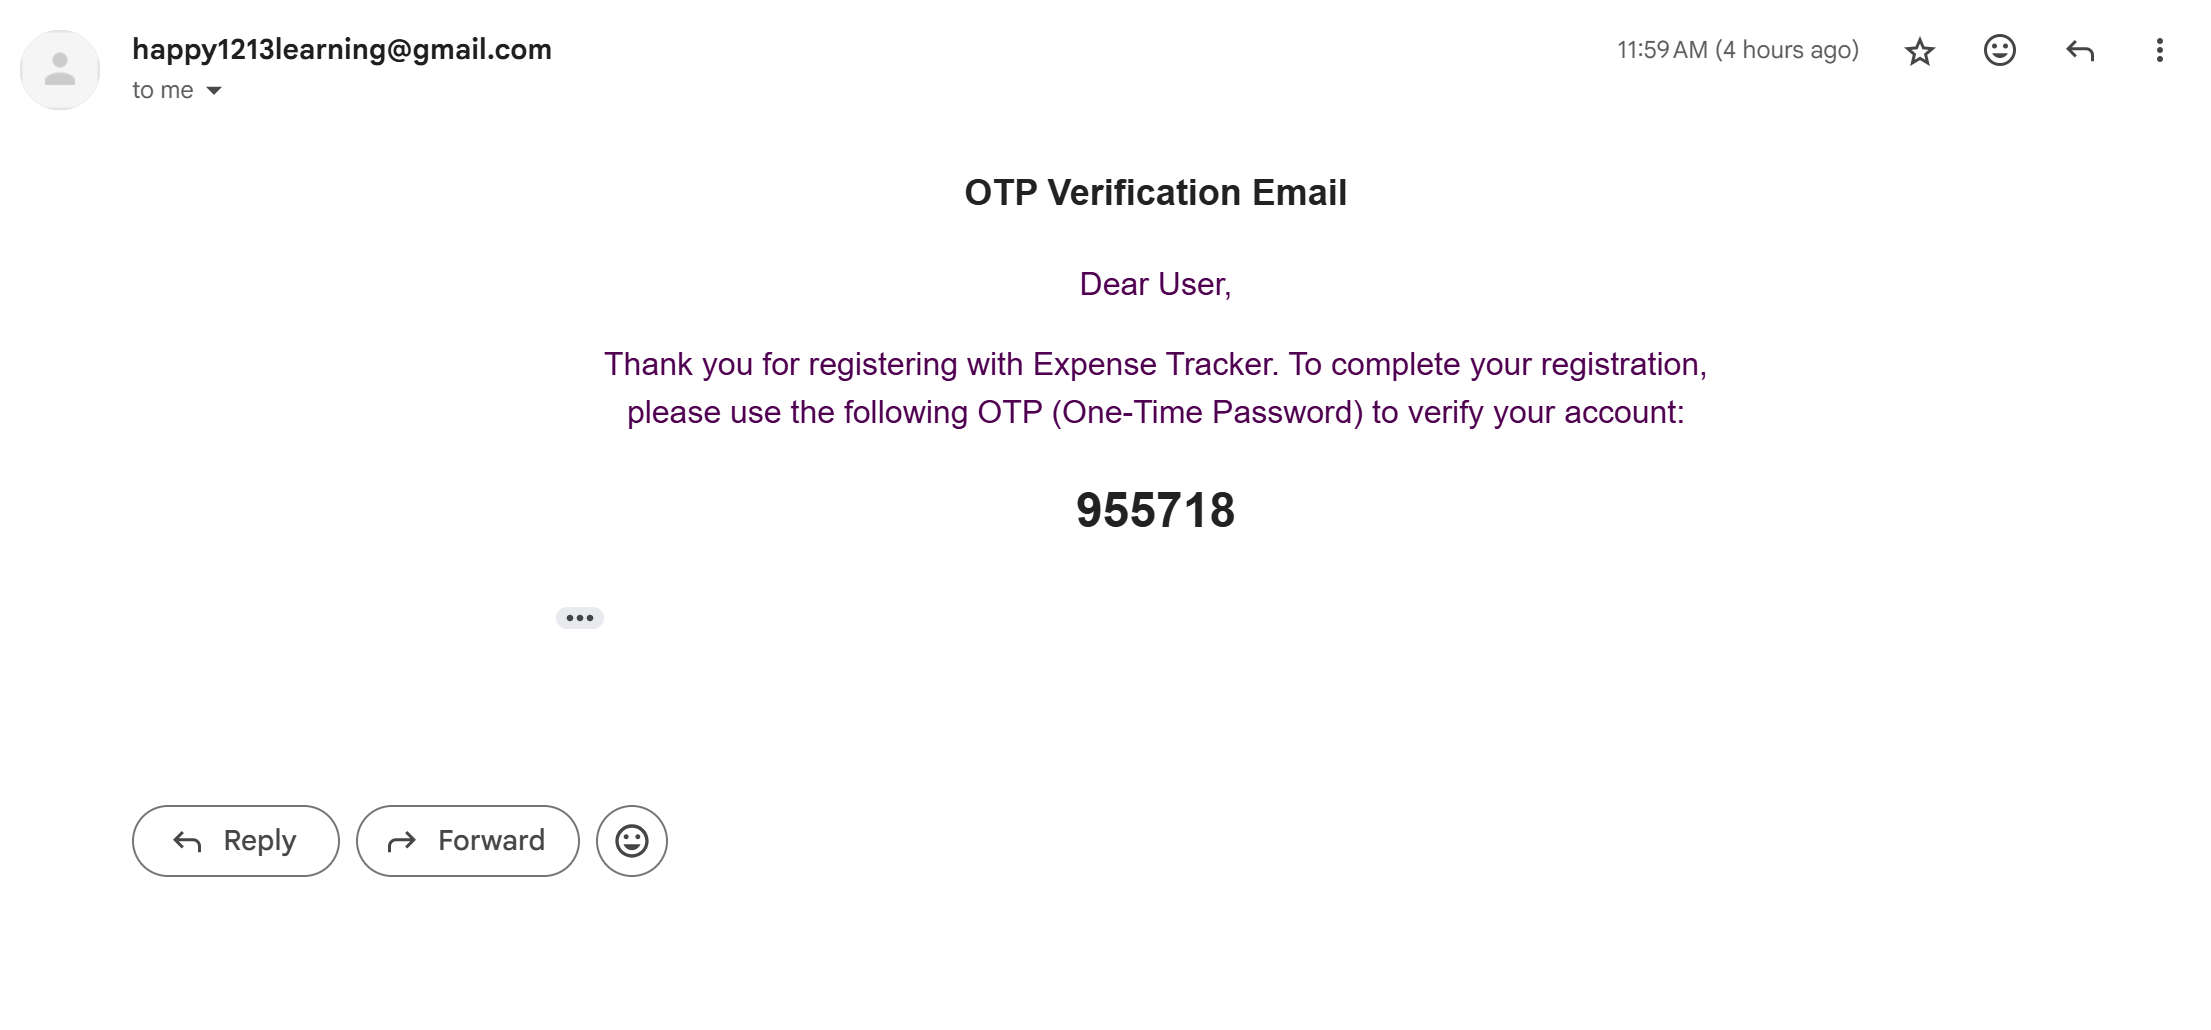 happy1213learning@gmail.com
11:59 AM (4 hours ago)
to me
OTP Verification Email
Dear User,
Thank you for registering with Expense Tracker. To complete your registration,
please use the following OTP (One-Time Password) to verify your account:
955718
Reply
Forward